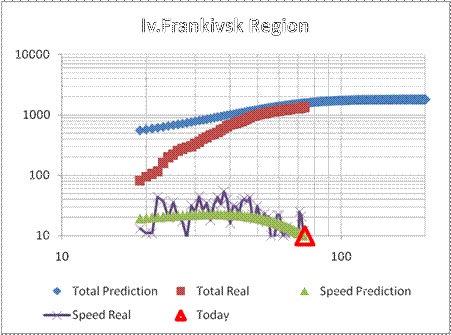 Iv.Frankivsk Region
10000
1000
100
10
10 100
Total Prediction Total Real Speed Prediction
Speed Real Today